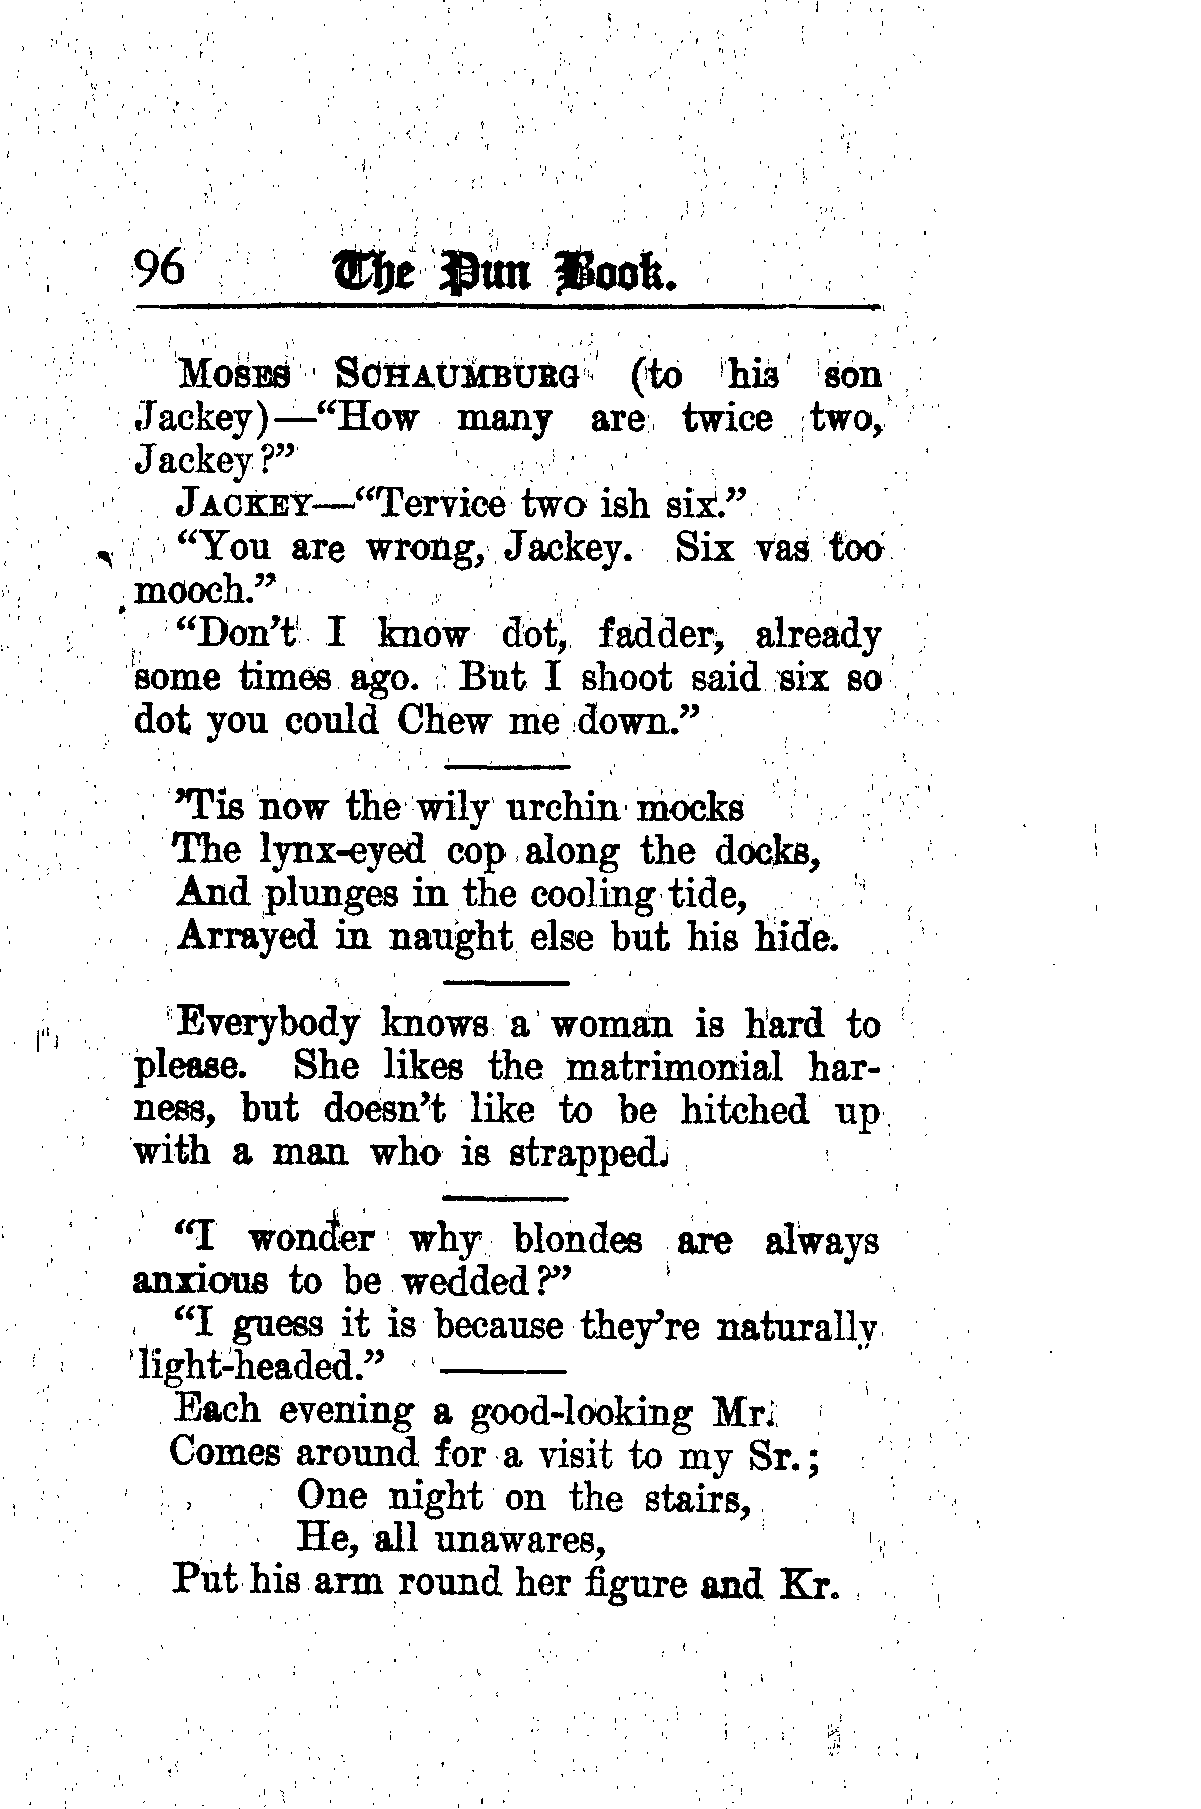 96 The Pun Book.
MOSES SCHAUMBURG (to his son
Jackey)—“How many are twice two,
Jackey?”
JACKEY—“Tervice two ish six.”
“You are wrong, Jackey. Six vas too
mooch.”
“Don’t I know dot, fadder, already
some times ago. But I shoot said six so
dot you could Chew me down.”
’Tis now the wily urchin mocks
The lynx-eyed cop along the docks,
And plunges in the cooling tide,
Arrayed in naught else but his hide.
Everybody knows a woman is hard to
please. She likes the matrimonial har-
ness, but doesn’t like to be hitched up
with a man who is strapped.
“I wonder why blondes are always
anxious to be wedded?”
“I guess it is because they’re naturally
light-headed.”
Each evening a good-looking Mr.
Comes around for a visit to my Sr.;
One night on the stairs,
He, all unawares,
Put his arm round her figure and Kr.